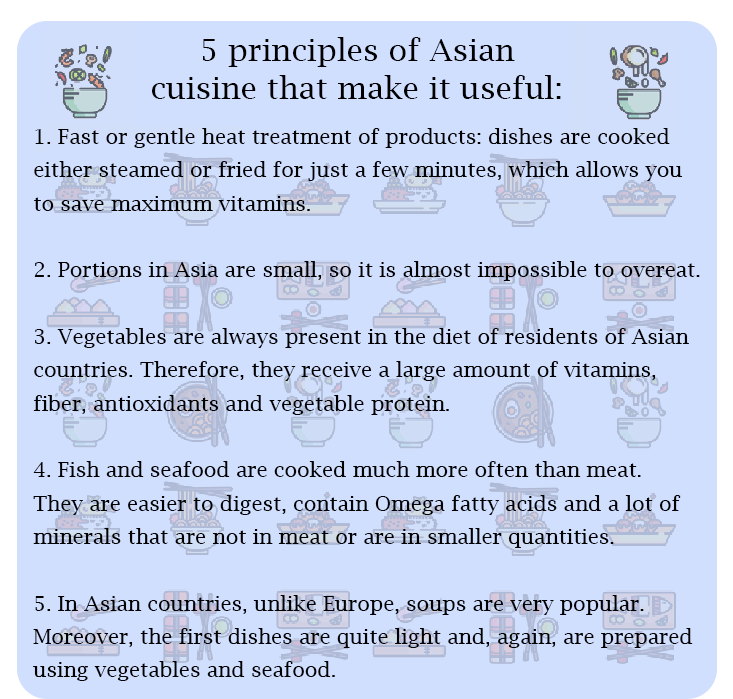 5 principles of Asian
cuisine that make it useful:
1. Fast or gentle heat treatment of products: dishes are cooked
either steamed or fried for just a few minutes, which allows you
to save maximum vitamins.
2. Portions in Asia are small, so it is almost impossible to overeat.
3. Vegetables are always present in the diet of residents of Asian
countries. Therefore, they receive a large amount of vitamins,
fiber, antioxidants and vegetable protein.
4. Fish and seafood are cooked much more often than meat.
They are easier to digest, contain Omega fatty acids and a lot of
minerals that are not in meat or are in smaller quantities.
5. In Asian countries, unlike Europe, soups are very popular.
Moreover, the first dishes are quite light and, again, are prepared
using vegetables and seafood.